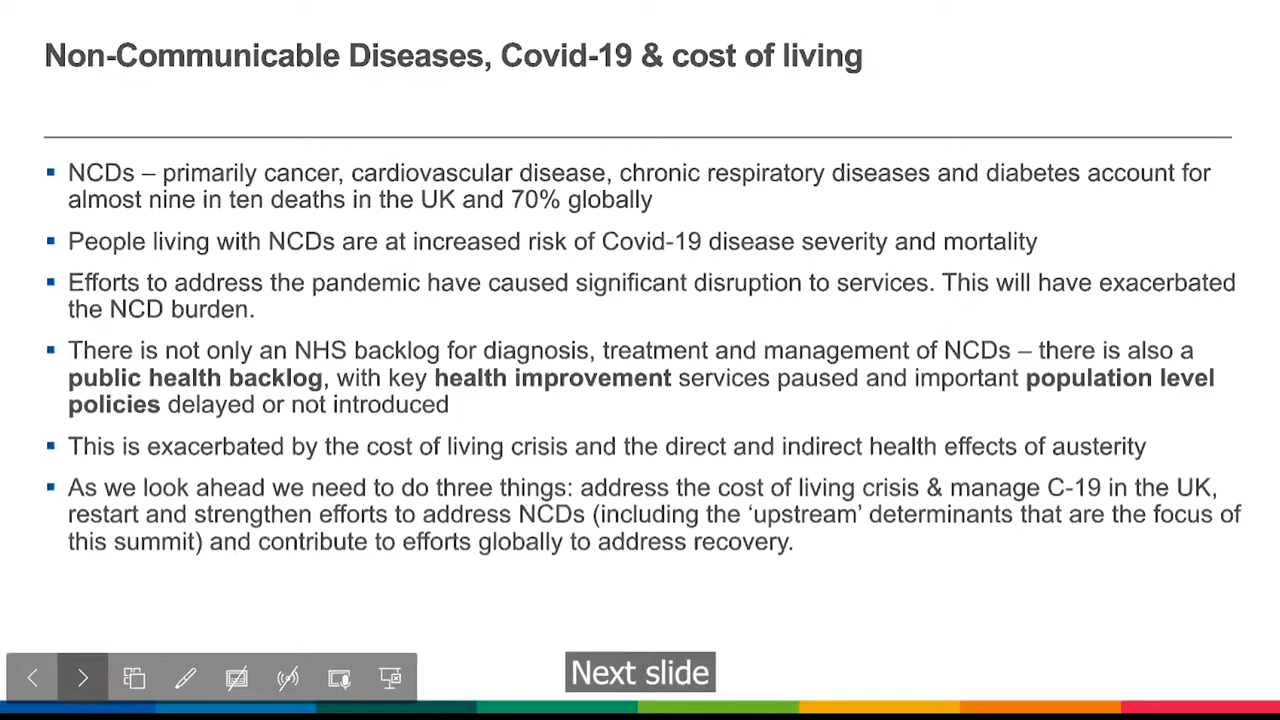 Non-Communicable Diseases, Covid-19 & cost of living
NCDs – primarily cancer, cardiovascular disease, chronic respiratory diseases and diabetes account for
almost nine in ten deaths in the UK and 70% globally
People living with NCDs are at increased risk of Covid-19 disease severity and mortality
Efforts to address the pandemic have caused significant disruption to services. This will have exacerbated
the NCD burden.
There is not only an NHS backlog for diagnosis, treatment and management of NCDs – there is also a
public health backlog, with key health improvement services paused and important population level
policies delayed or not introduced
This is exacerbated by the cost of living crisis and the direct and indirect health effects of austerity
As we look ahead we need to do three things: address the cost of living crisis & manage C-19 in the UK,
restart and strengthen efforts to address NCDs (including the ‘upstream’ determinants that are the focus of
this summit) and contribute to efforts globally to address recovery.
Next slide